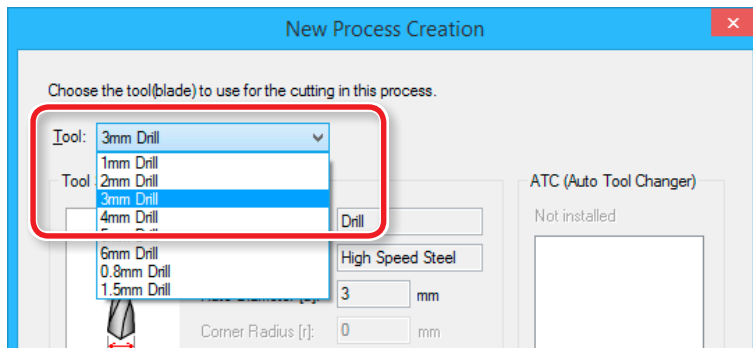 New Process Creation
Choose the tool(blade) to use for the cutting in this process.
Tool: 3mm Drill
1mm Drill
Tool
2mm Drill
ATC (Auto Tool Changer)
3mm Drill
4mm Drill
Not installed
Drill
6mm Drill
High Speed Steel
0.8mm Drill
1.5mm Drill
3 mm
Corner Radius [r]: 0 mm